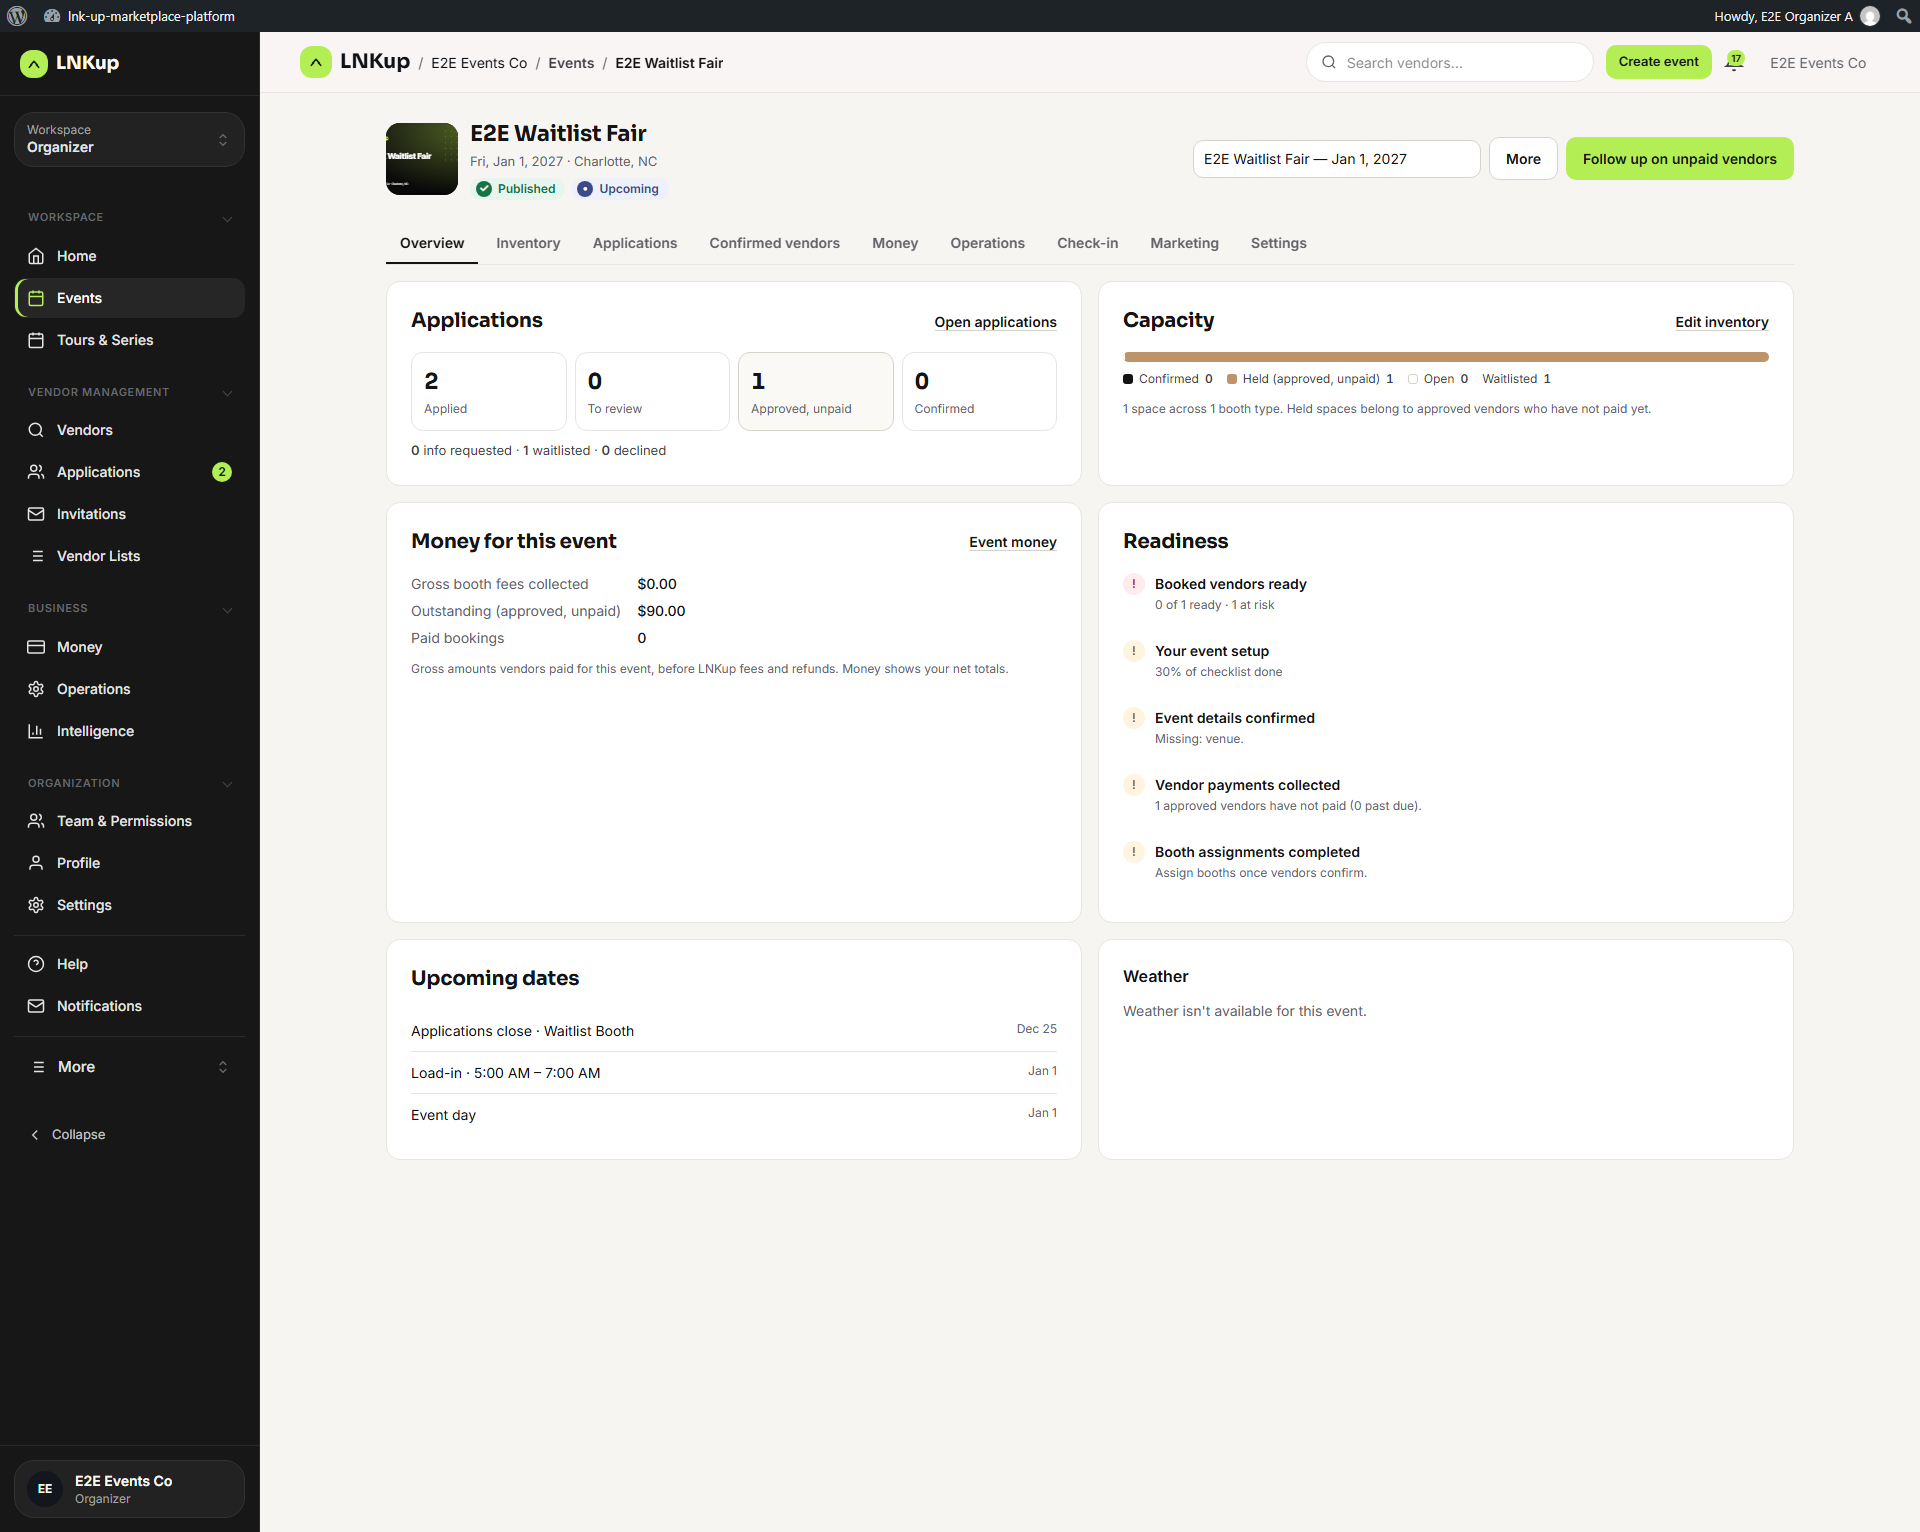 lnk-up-marketplace-platform
Howdy, E2E Organizer A
LNKup
Workspace
Organizer
WORKSPACE
Home
Events
Tours & Series
VENDOR MANAGEMENT
Vendors
Applications 2
Invitations
Vendor Lists
BUSINESS
Money
Operations
Intelligence
ORGANIZATION
Team & Permissions
Profile
Settings
Help
Notifications
More
Collapse
EE
E2E Events Co
Organizer
LNKup / E2E Events Co / Events / E2E Waitlist Fair
Search vendors...
Create event
17
E2E Events Co
Waitlist Fair
E2E Waitlist Fair
Fri, Jan 1, 2027 · Charlotte, NC
Published
Upcoming
E2E Waitlist Fair — Jan 1, 2027
More
Follow up on unpaid vendors
Overview Inventory Applications Confirmed vendors Money Operations Check-in Marketing Settings
Applications
Open applications
2
Applied
0
To review
1
Approved, unpaid
0
Confirmed
0 info requested · 1 waitlisted · 0 declined
Capacity
Edit inventory
Confirmed 0 Held (approved, unpaid) 1 Open 0 Waitlisted 1
1 space across 1 booth type. Held spaces belong to approved vendors who have not paid yet.
Money for this event
Event money
Gross booth fees collected $0.00
Outstanding (approved, unpaid) $90.00
Paid bookings 0
Gross amounts vendors paid for this event, before LNKup fees and refunds. Money shows your net totals.
Readiness
! Booked vendors ready
0 of 1 ready · 1 at risk
! Your event setup
30% of checklist done
! Event details confirmed
Missing: venue.
! Vendor payments collected
1 approved vendors have not paid (0 past due).
! Booth assignments completed
Assign booths once vendors confirm.
Upcoming dates
Applications close · Waitlist Booth Dec 25
Load-in · 5:00 AM – 7:00 AM Jan 1
Event day Jan 1
Weather
Weather isn't available for this event.